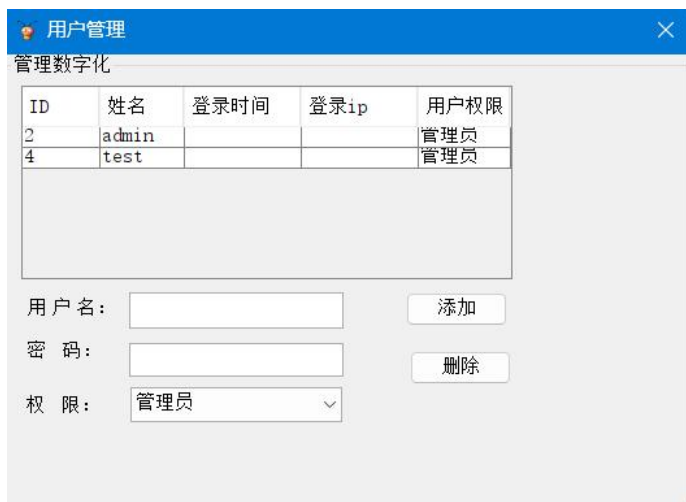 用户管理
管理数字化
ID 姓名 登录时间 登录ip 用户权限
2 admin 管理员
4 test 管理员
用户名： 添加
密 码：
删除
权 限： 管理员